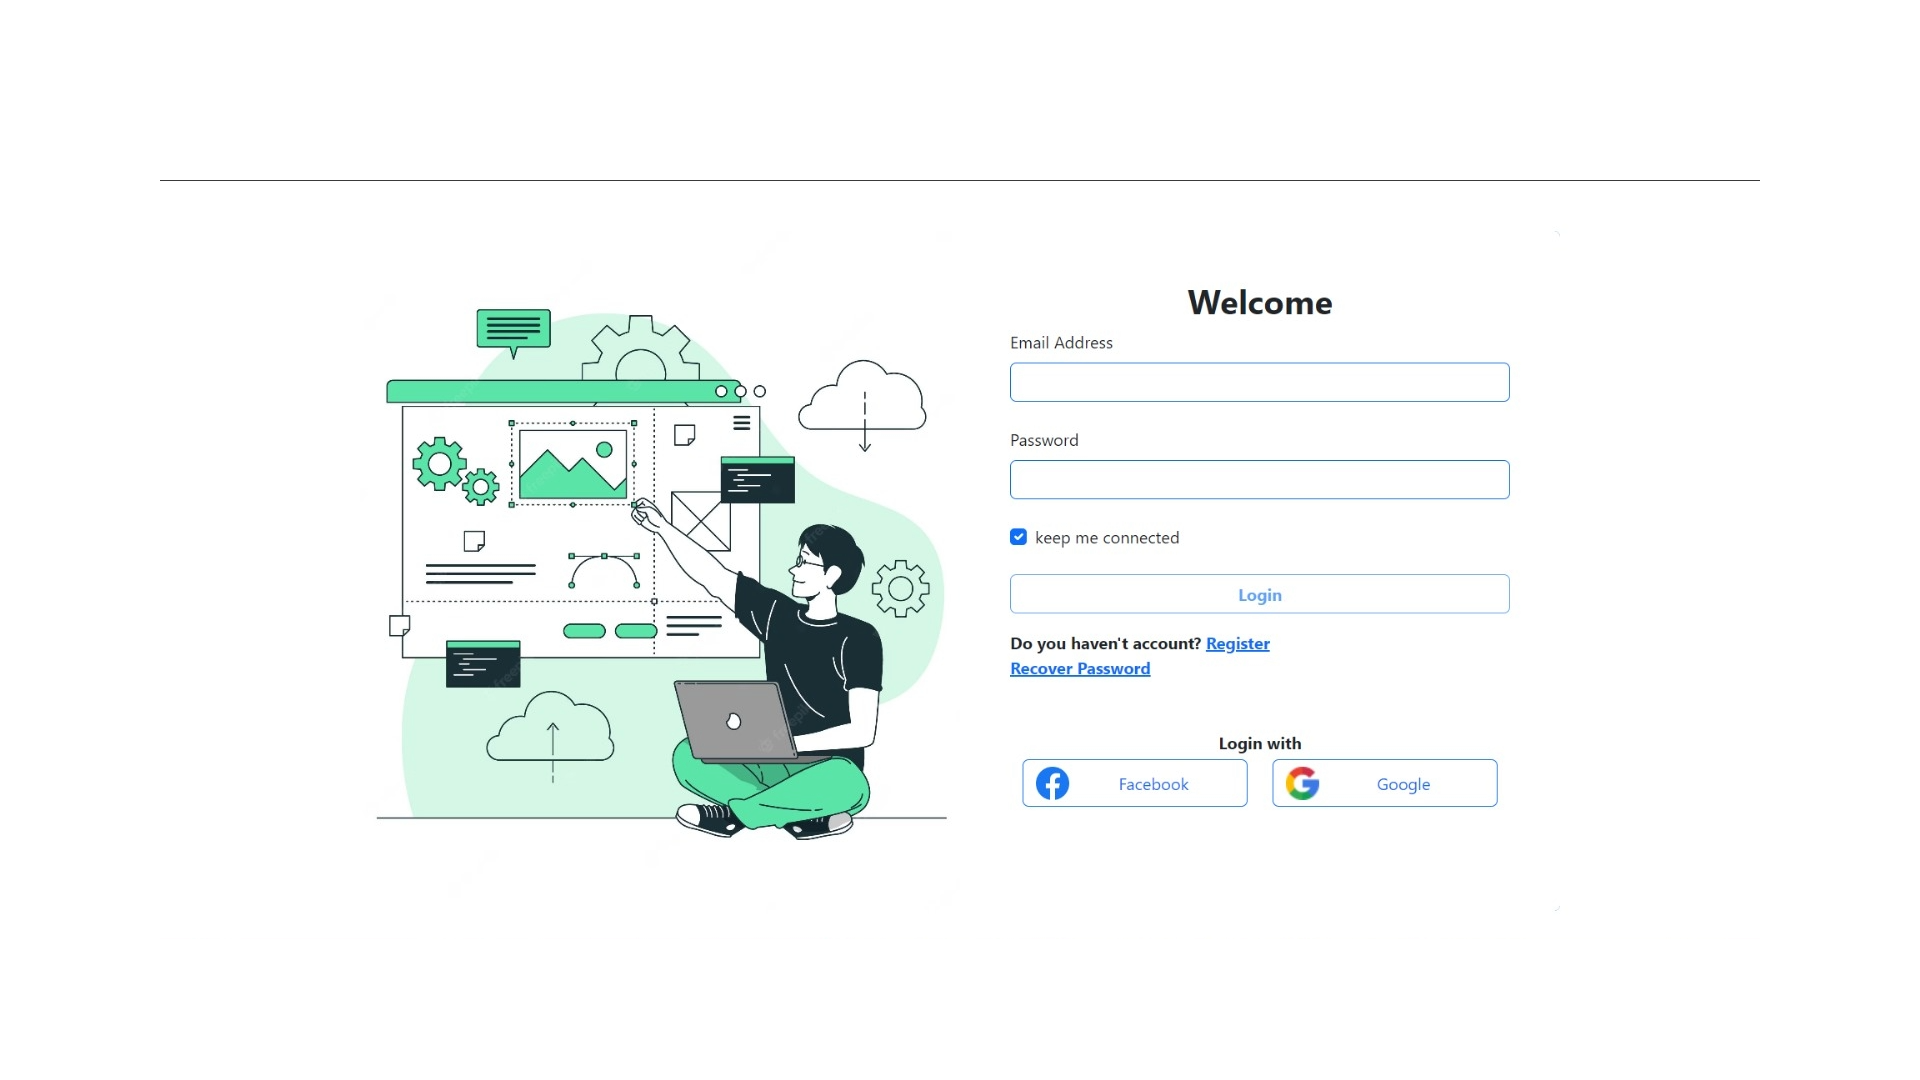 Welcome
Email Address
Password
keep me connected
Login
Do you haven't account? Register
Recover Password
Login with
Facebook
Google